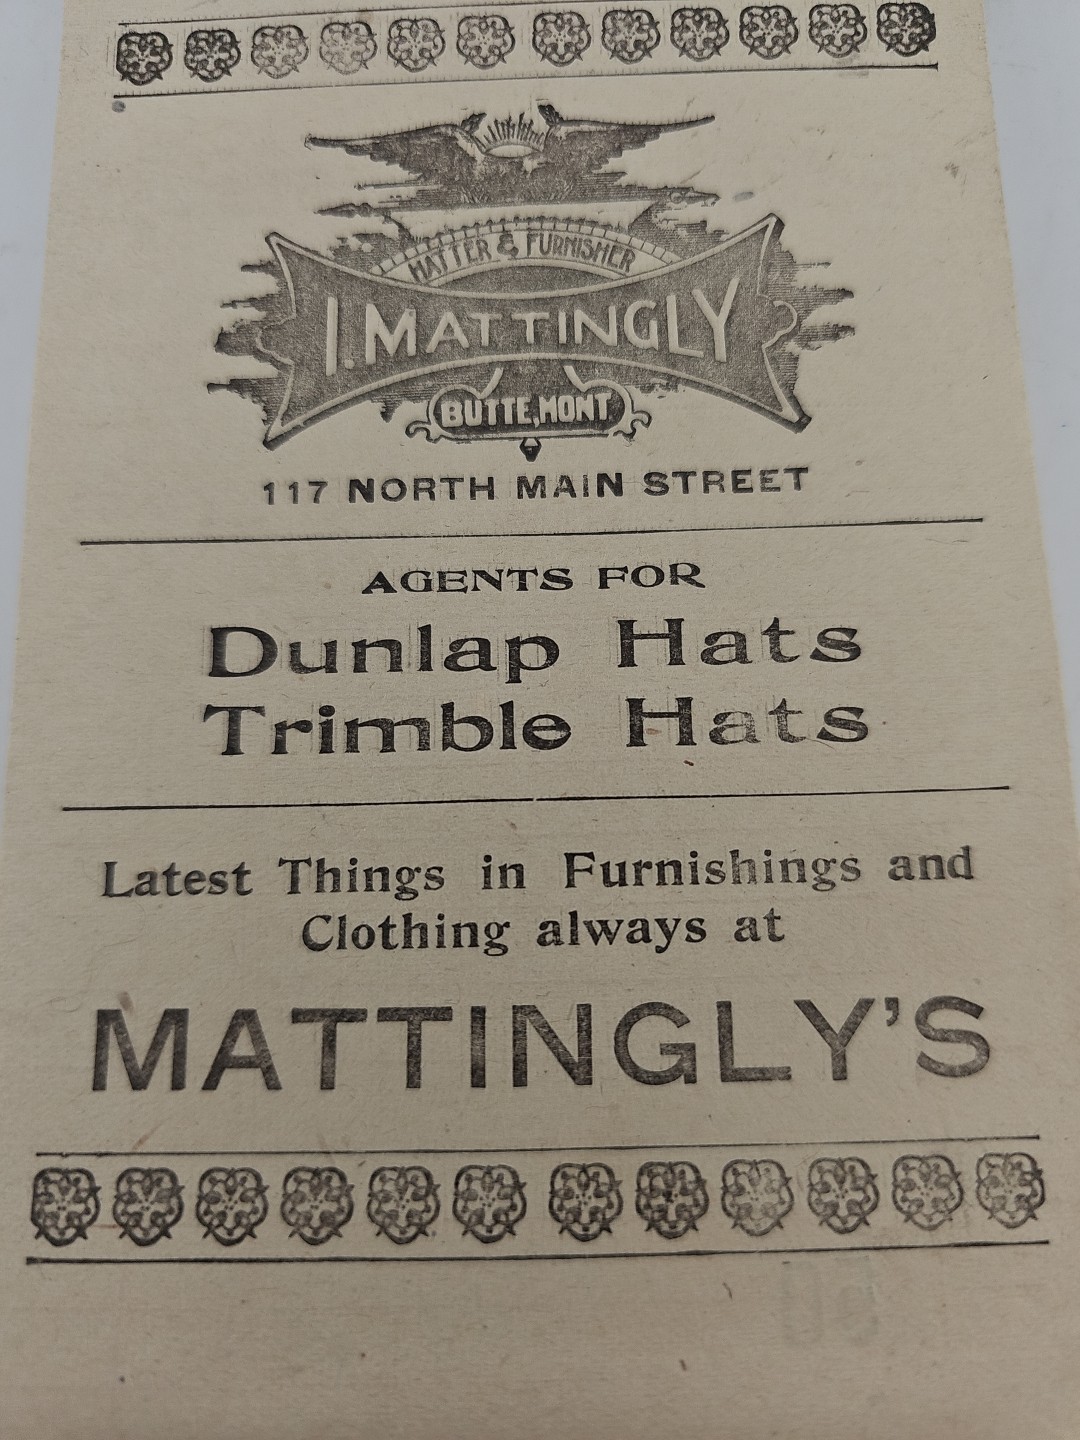 HATTER & FURNISHER
I. MATTINGLY
BUTTE, MONT
117 NORTH MAIN STREET
AGENTS FOR
Dunlap Hats
Trimble Hats
Latest Things in Furnishings and
Clothing always at
MATTINGLY'S